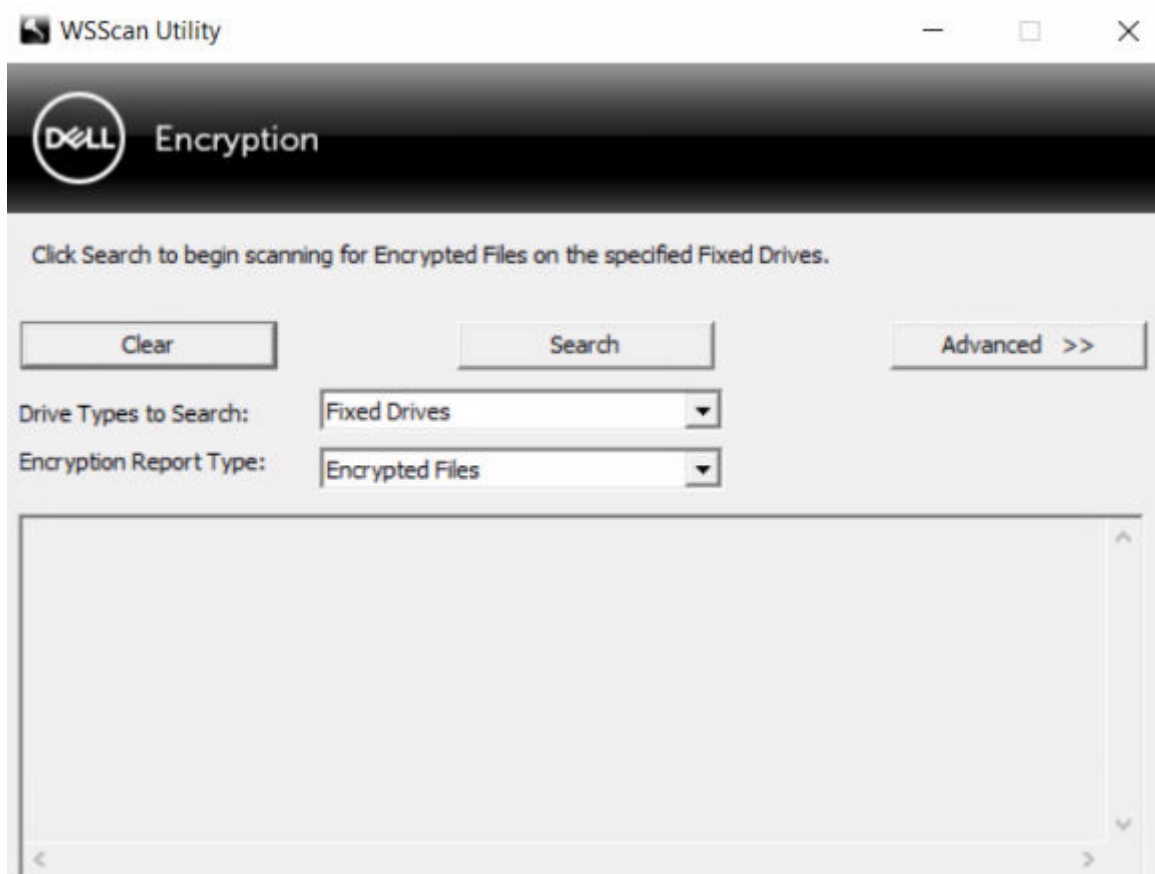 WSScan Utility
DELL Encryption
Click Search to begin scanning for Encrypted Files on the specified Fixed Drives.
Clear Search Advanced >>
Drive Types to Search: Fixed Drives
Encryption Report Type: Encrypted Files